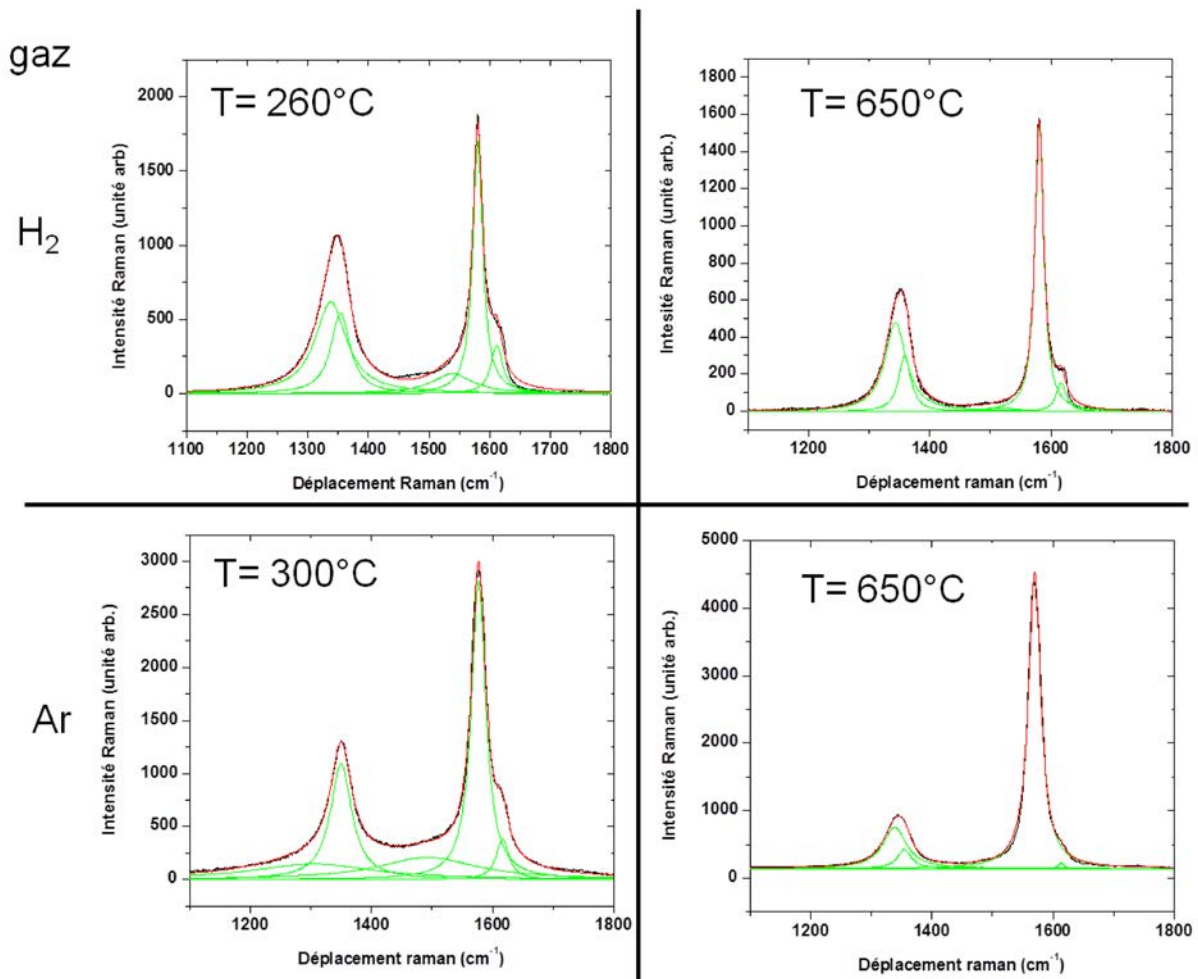 gaz
H₂
T= 260°C
Intensité Raman (unité arb)
2000
1500
1000
500
0
1100 1200 1300 1400 1500 1600 1700 1800
Déplacement Raman (cm⁻¹)
T= 650°C
Intesité Raman (unité arb.)
1800
1600
1400
1200
1000
800
600
400
200
0
1200 1400 1600 1800
Déplacement raman (cm⁻¹)
Ar
T= 300°C
Intensité Raman (unité arb.)
3000
2500
2000
1500
1000
500
0
1200 1400 1600 1800
Déplacement raman (cm⁻¹)
T= 650°C
Intensité Raman (unité arb.)
5000
4000
3000
2000
1000
0
1200 1400 1600 1800
Déplacement raman (cm⁻¹)